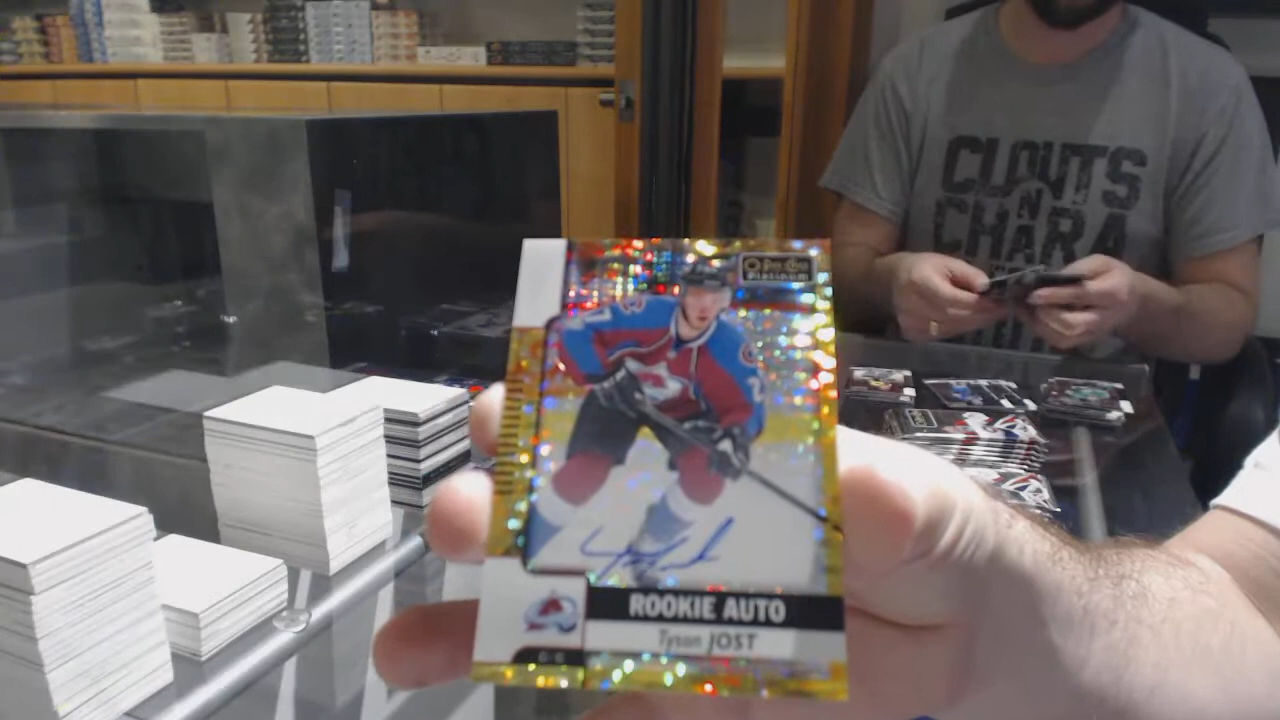 CLOUTS
N
CHARA
O-Pee-Chee
PLATINUM
ROOKIE AUTO
Tyson JOST